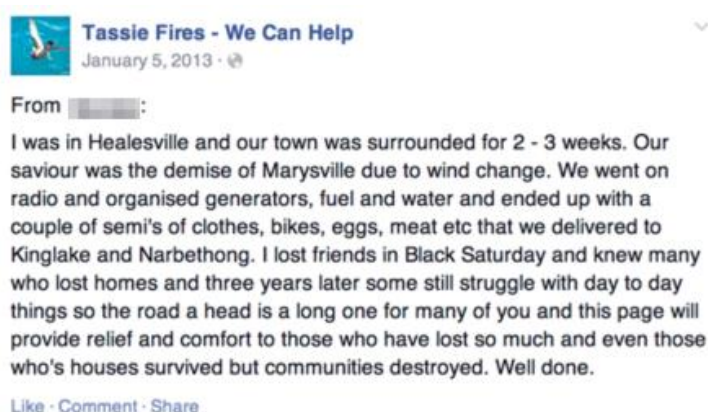 Tassie Fires - We Can Help
January 5, 2013 ·
From :
I was in Healesville and our town was surrounded for 2 - 3 weeks. Our
saviour was the demise of Marysville due to wind change. We went on
radio and organised generators, fuel and water and ended up with a
couple of semi's of clothes, bikes, eggs, meat etc that we delivered to
Kinglake and Narbethong. I lost friends in Black Saturday and knew many
who lost homes and three years later some still struggle with day to day
things so the road a head is a long one for many of you and this page will
provide relief and comfort to those who have lost so much and even those
who's houses survived but communities destroyed. Well done.
Like · Comment · Share